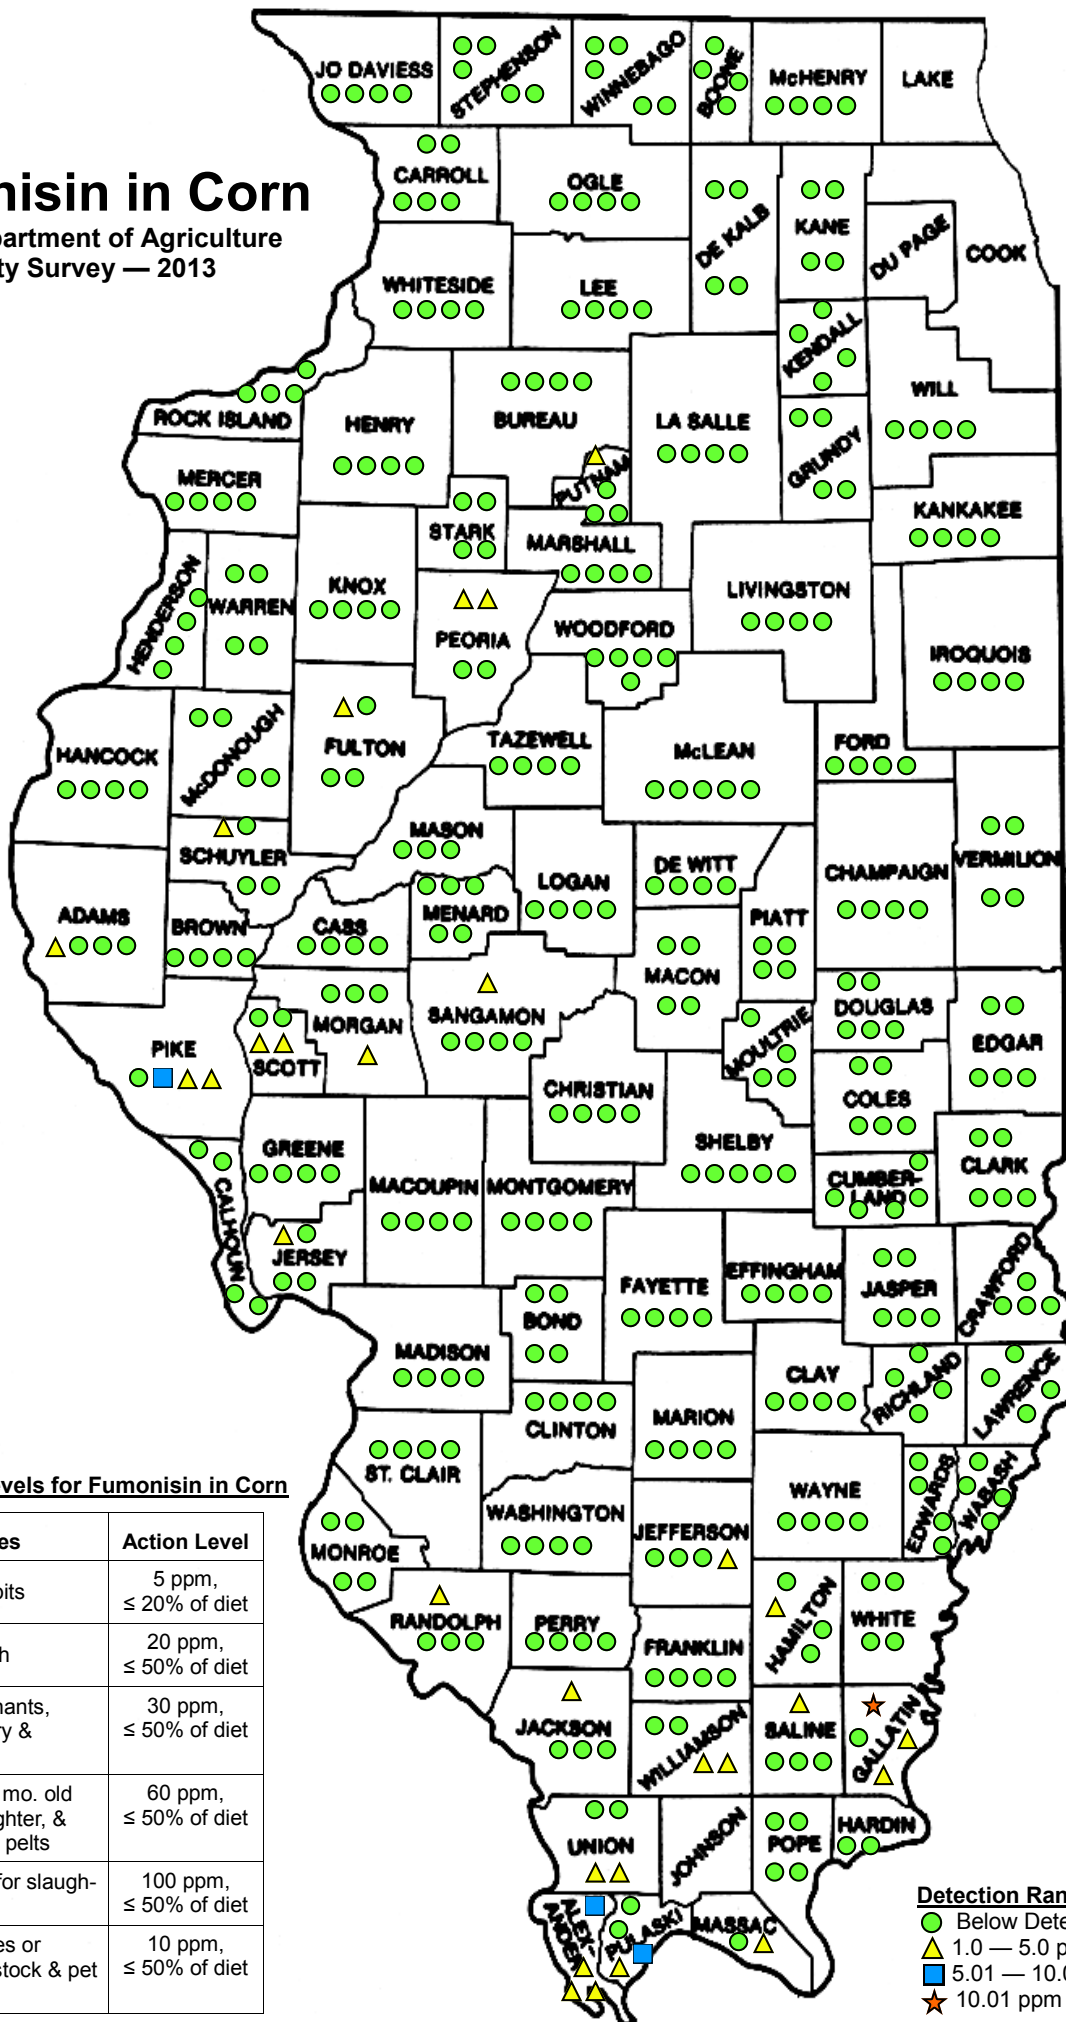 nisin in Corn
partment of Agriculture
ty Survey — 2013
JO DAVIESS
STEPHENSON
WINNEBAGO
BOONE
McHENRY
LAKE
CARROLL
OGLE
DE KALB
KANE
DU PAGE
COOK
WHITESIDE
LEE
KENDALL
WILL
ROCK ISLAND
HENRY
BUREAU
LA SALLE
GRUNDY
MERCER
PUTNAM
KANKAKEE
STARK
MARSHALL
HENDERSON
WARREN
KNOX
PEORIA
WOODFORD
LIVINGSTON
IROQUOIS
HANCOCK
McDONOUGH
FULTON
TAZEWELL
McLEAN
FORD
SCHUYLER
MASON
LOGAN
DE WITT
CHAMPAIGN
VERMILION
ADAMS
BROWN
CASS
MENARD
PIATT
MACON
PIKE
SCOTT
MORGAN
SANGAMON
MOULTRIE
DOUGLAS
EDGAR
CHRISTIAN
COLES
SHELBY
CALHOUN
GREENE
MACOUPIN
MONTGOMERY
CUMBER-
LAND
CLARK
JERSEY
FAYETTE
EFFINGHAM
JASPER
CRAWFORD
BOND
MADISON
CLAY
RICHLAND
LAWRENCE
CLINTON
MARION
ST. CLAIR
WASHINGTON
WAYNE
EDWARDS
WABASH
MONROE
JEFFERSON
RANDOLPH
PERRY
FRANKLIN
HAMILTON
WHITE
JACKSON
WILLIAMSON
SALINE
GALLATIN
UNION
JOHNSON
POPE
HARDIN
ALEX-
ANDER
PULASKI
MASSAC
vels for Fumonisin in Corn
es
Action Level
bits
5 ppm,
≤ 20% of diet
h
20 ppm,
≤ 50% of diet
nants,
ry &
30 ppm,
≤ 50% of diet
mo. old
ghter, &
pelts
60 ppm,
≤ 50% of diet
for slaugh-
100 ppm,
≤ 50% of diet
es or
stock & pet
10 ppm,
≤ 50% of diet
Detection Ran
Below Dete
1.0 — 5.0 p
5.01 — 10.0
10.01 ppm